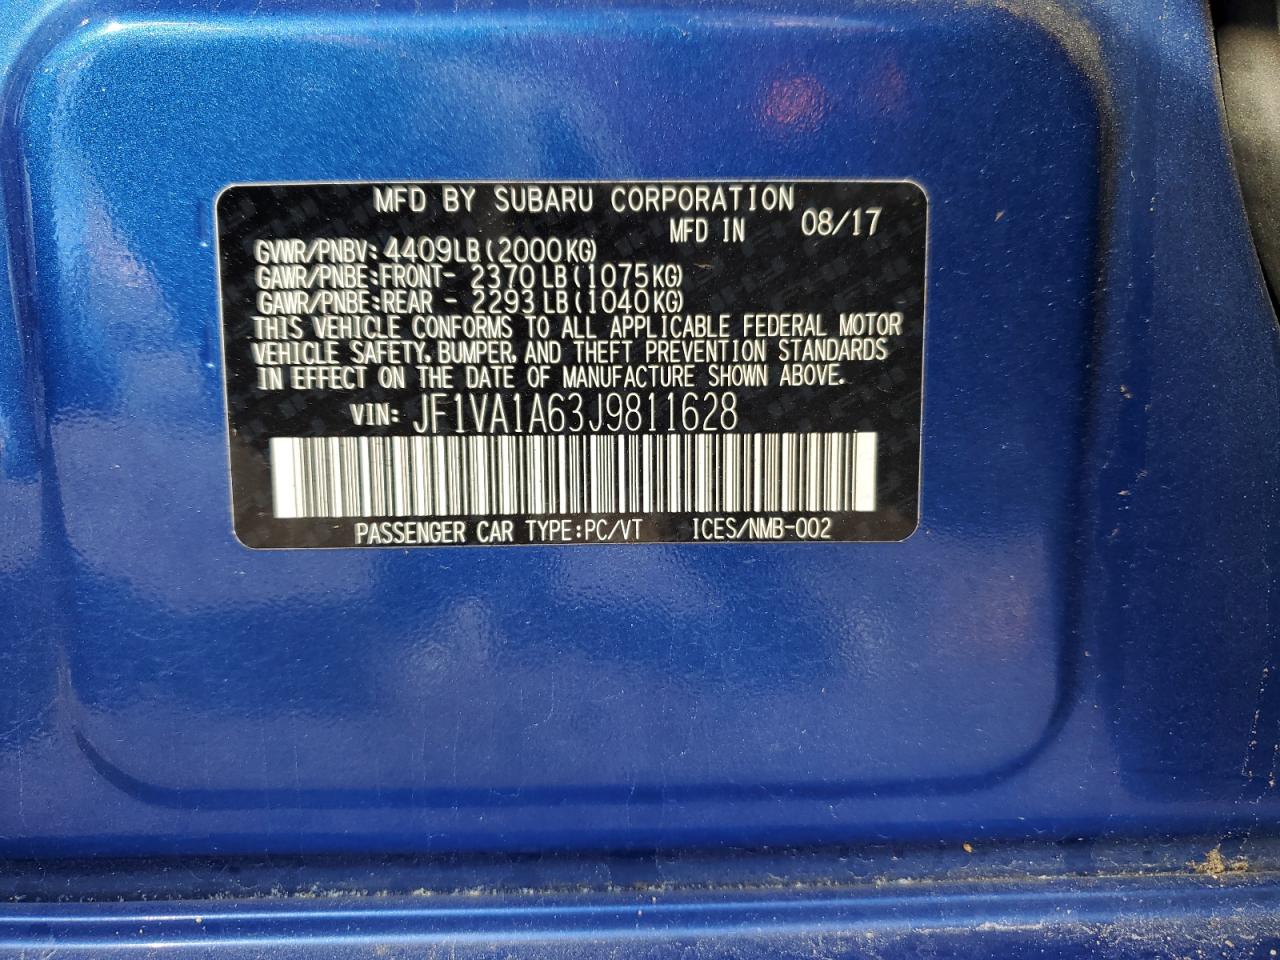 MFD BY SUBARU CORPORATION
MFD IN 08/17
GVWR/PNBV: 4409LB(2000KG)
GAWR/PNBE:FRONT- 2370LB(1075KG)
GAWR/PNBE:REAR - 2293LB(1040KG)
THIS VEHICLE CONFORMS TO ALL APPLICABLE FEDERAL MOTOR
VEHICLE SAFETY, BUMPER, AND THEFT PREVENTION STANDARDS
IN EFFECT ON THE DATE OF MANUFACTURE SHOWN ABOVE.
VIN: JF1VA1A63J9811628
PASSENGER CAR TYPE:PC/VT ICES/NMB-002